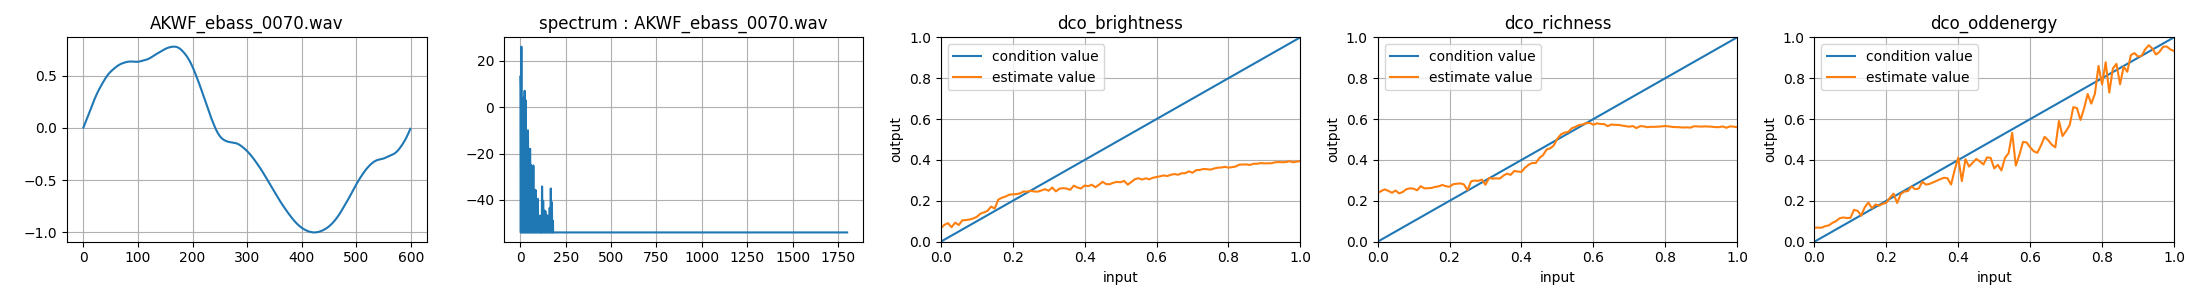 AKWF_ebass_0070.wav
0.5
0.0
−0.5
−1.0
0 100 200 300 400 500 600
spectrum : AKWF_ebass_0070.wav
20
0
−20
−40
0 250 500 750 1000 1250 1500 1750
dco_brightness
condition value
estimate value
output
1.0
0.8
0.6
0.4
0.2
0.0
0.0 0.2 0.4 0.6 0.8 1.0
input
dco_richness
condition value
estimate value
output
1.0
0.8
0.6
0.4
0.2
0.0
0.0 0.2 0.4 0.6 0.8 1.0
input
dco_oddenergy
condition value
estimate value
output
1.0
0.8
0.6
0.4
0.2
0.0
0.0 0.2 0.4 0.6 0.8 1.0
input